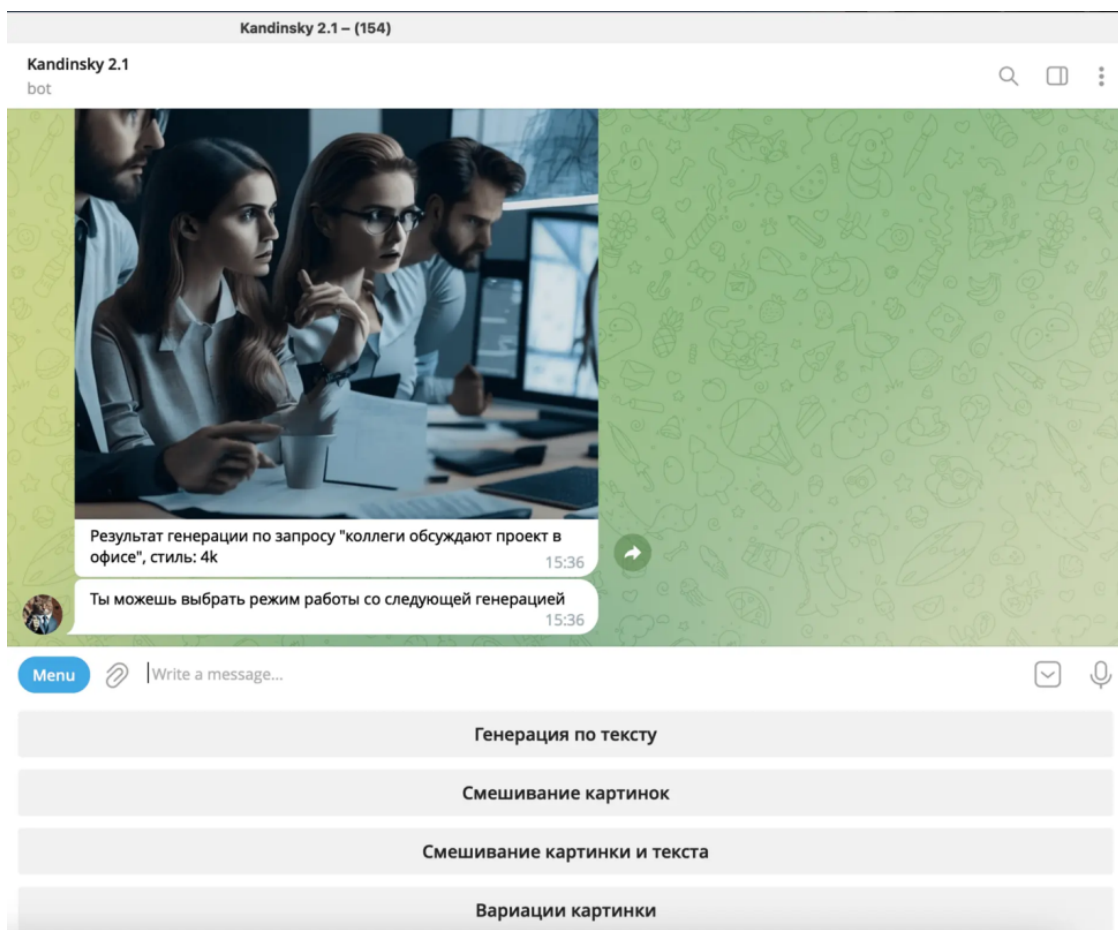 Kandinsky 2.1 – (154)
Kandinsky 2.1
bot
Результат генерации по запросу "коллеги обсуждают проект в
офисе", стиль: 4k
15:36
Ты можешь выбрать режим работы со следующей генерацией
15:36
Menu
Write a message...
Генерация по тексту
Смешивание картинок
Смешивание картинки и текста
Вариации картинки